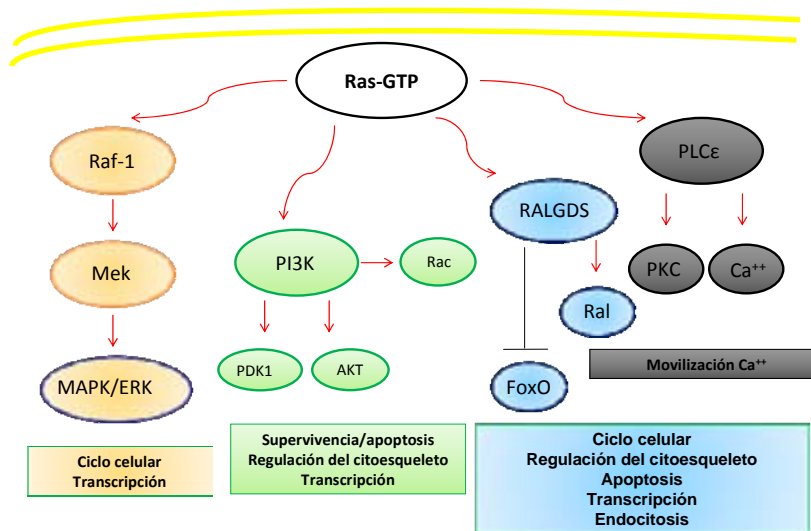 Ras-GTP
Raf-1
PLCε
RALGDS
Mek
PI3K
Rac
PKC
Ca⁺⁺
Ral
MAPK/ERK
PDK1
AKT
FoxO
Movilización Ca⁺⁺
Ciclo celular
Transcripción
Supervivencia/apoptosis
Regulación del citoesqueleto
Transcripción
Ciclo celular
Regulación del citoesqueleto
Apoptosis
Transcripción
Endocitosis